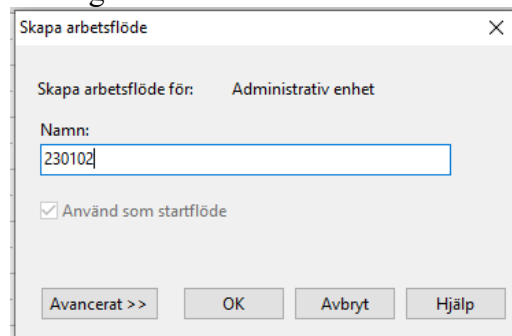 Skapa arbetsflöde
Skapa arbetsflöde för: Administrativ enhet
Namn:
230102
Använd som startflöde
Avancerat >> OK Avbryt Hjälp